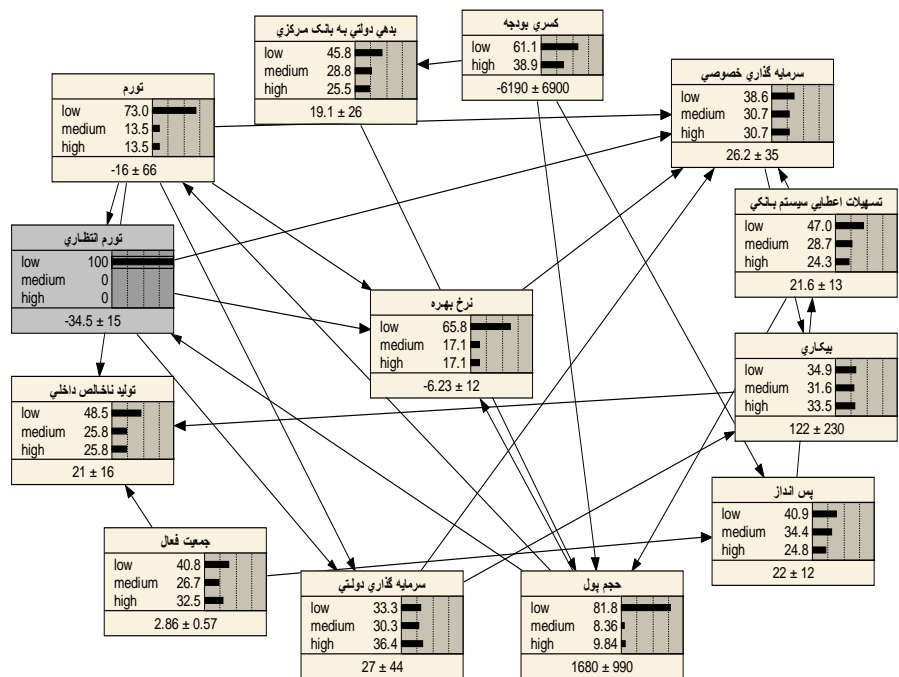 بدهي دولتي به بانک مرکزي
low 45.8
medium 28.8
high 25.5
19.1 ± 26
کسري بودجه
low 61.1
high 38.9
-6190 ± 6900
سرمايه گذاري خصوصي
low 38.6
medium 30.7
high 30.7
26.2 ± 35
تورم
low 73.0
medium 13.5
high 13.5
-16 ± 66
تسهيلات اعطايي سيستم بانکي
low 47.0
medium 28.7
high 24.3
21.6 ± 13
تورم انتظاري
low 100
medium 0
high 0
-34.5 ± 15
نرخ بهره
low 65.8
medium 17.1
high 17.1
-6.23 ± 12
بيکاري
low 34.9
medium 31.6
high 33.5
122 ± 230
توليد ناخالص داخلي
low 48.5
medium 25.8
high 25.8
21 ± 16
پس انداز
low 40.9
medium 34.4
high 24.8
22 ± 12
جمعيت فعال
low 40.8
medium 26.7
high 32.5
2.86 ± 0.57
سرمايه گذاري دولتي
low 33.3
medium 30.3
high 36.4
27 ± 44
حجم پول
low 81.8
medium 8.36
high 9.84
1680 ± 990